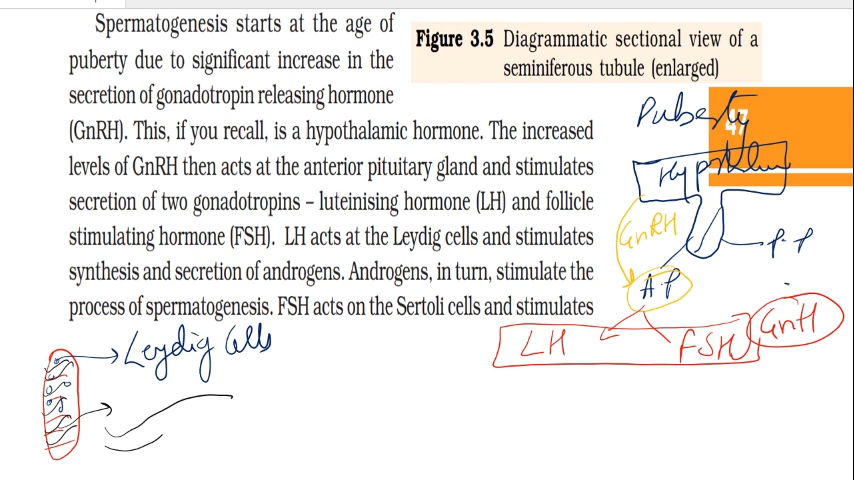 Spermatogenesis starts at the age of
puberty due to significant increase in the
secretion of gonadotropin releasing hormone
(GnRH). This, if you recall, is a hypothalamic hormone. The increased
levels of GnRH then acts at the anterior pituitary gland and stimulates
secretion of two gonadotropins – luteinising hormone (LH) and follicle
stimulating hormone (FSH). LH acts at the Leydig cells and stimulates
synthesis and secretion of androgens. Androgens, in turn, stimulate the
process of spermatogenesis. FSH acts on the Sertoli cells and stimulates
Figure 3.5 Diagrammatic sectional view of a
seminiferous tubule (enlarged)
47
Puberty
GnRH
P.P
A.P
LH
FSH
GnH
Leydig Cells